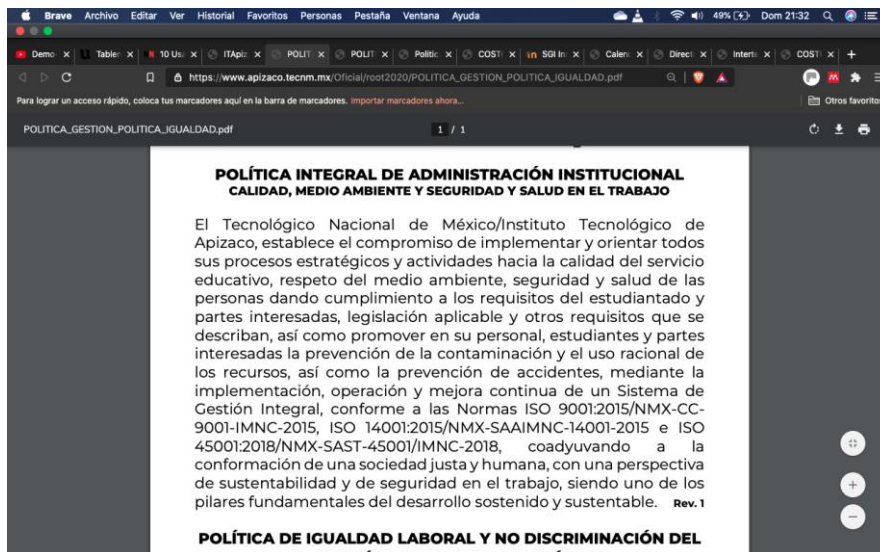 Brave Archivo Editar Ver Historial Favoritos Personas Pestaña Ventana Ayuda 49% Dom 21:32
Demo Tabler 10 Usa ITApiz POLIT POLIT Politic COSTI SGI In Calen Directi COSTI
https://www.apizaco.tecnm.mx/Oficial/root2020/POLITICA_GESTION_POLITICA_IGUALDAD.pdf
Para lograr un acceso rápido, coloca tus marcadores aquí en la barra de marcadores. Importar marcadores ahora... Otros favoritos
POLITICA_GESTION_POLITICA_IGUALDAD.pdf 1 / 1
POLÍTICA INTEGRAL DE ADMINISTRACIÓN INSTITUCIONAL
CALIDAD, MEDIO AMBIENTE Y SEGURIDAD Y SALUD EN EL TRABAJO
El Tecnológico Nacional de México/Instituto Tecnológico de
Apizaco, establece el compromiso de implementar y orientar todos
sus procesos estratégicos y actividades hacia la calidad del servicio
educativo, respeto del medio ambiente, seguridad y salud de las
personas dando cumplimiento a los requisitos del estudiantado y
partes interesadas, legislación aplicable y otros requisitos que se
describan, así como promover en su personal, estudiantes y partes
interesadas la prevención de la contaminación y el uso racional de
los recursos, así como la prevención de accidentes, mediante la
implementación, operación y mejora continua de un Sistema de
Gestión Integral, conforme a las Normas ISO 9001:2015/NMX-CC-
9001-IMNC-2015, ISO 14001:2015/NMX-SAAIMNC-14001-2015 e ISO
45001:2018/NMX-SAST-45001/IMNC-2018, coadyuvando a la
conformación de una sociedad justa y humana, con una perspectiva
de sustentabilidad y de seguridad en el trabajo, siendo uno de los
pilares fundamentales del desarrollo sostenido y sustentable. Rev. 1
POLÍTICA DE IGUALDAD LABORAL Y NO DISCRIMINACIÓN DEL